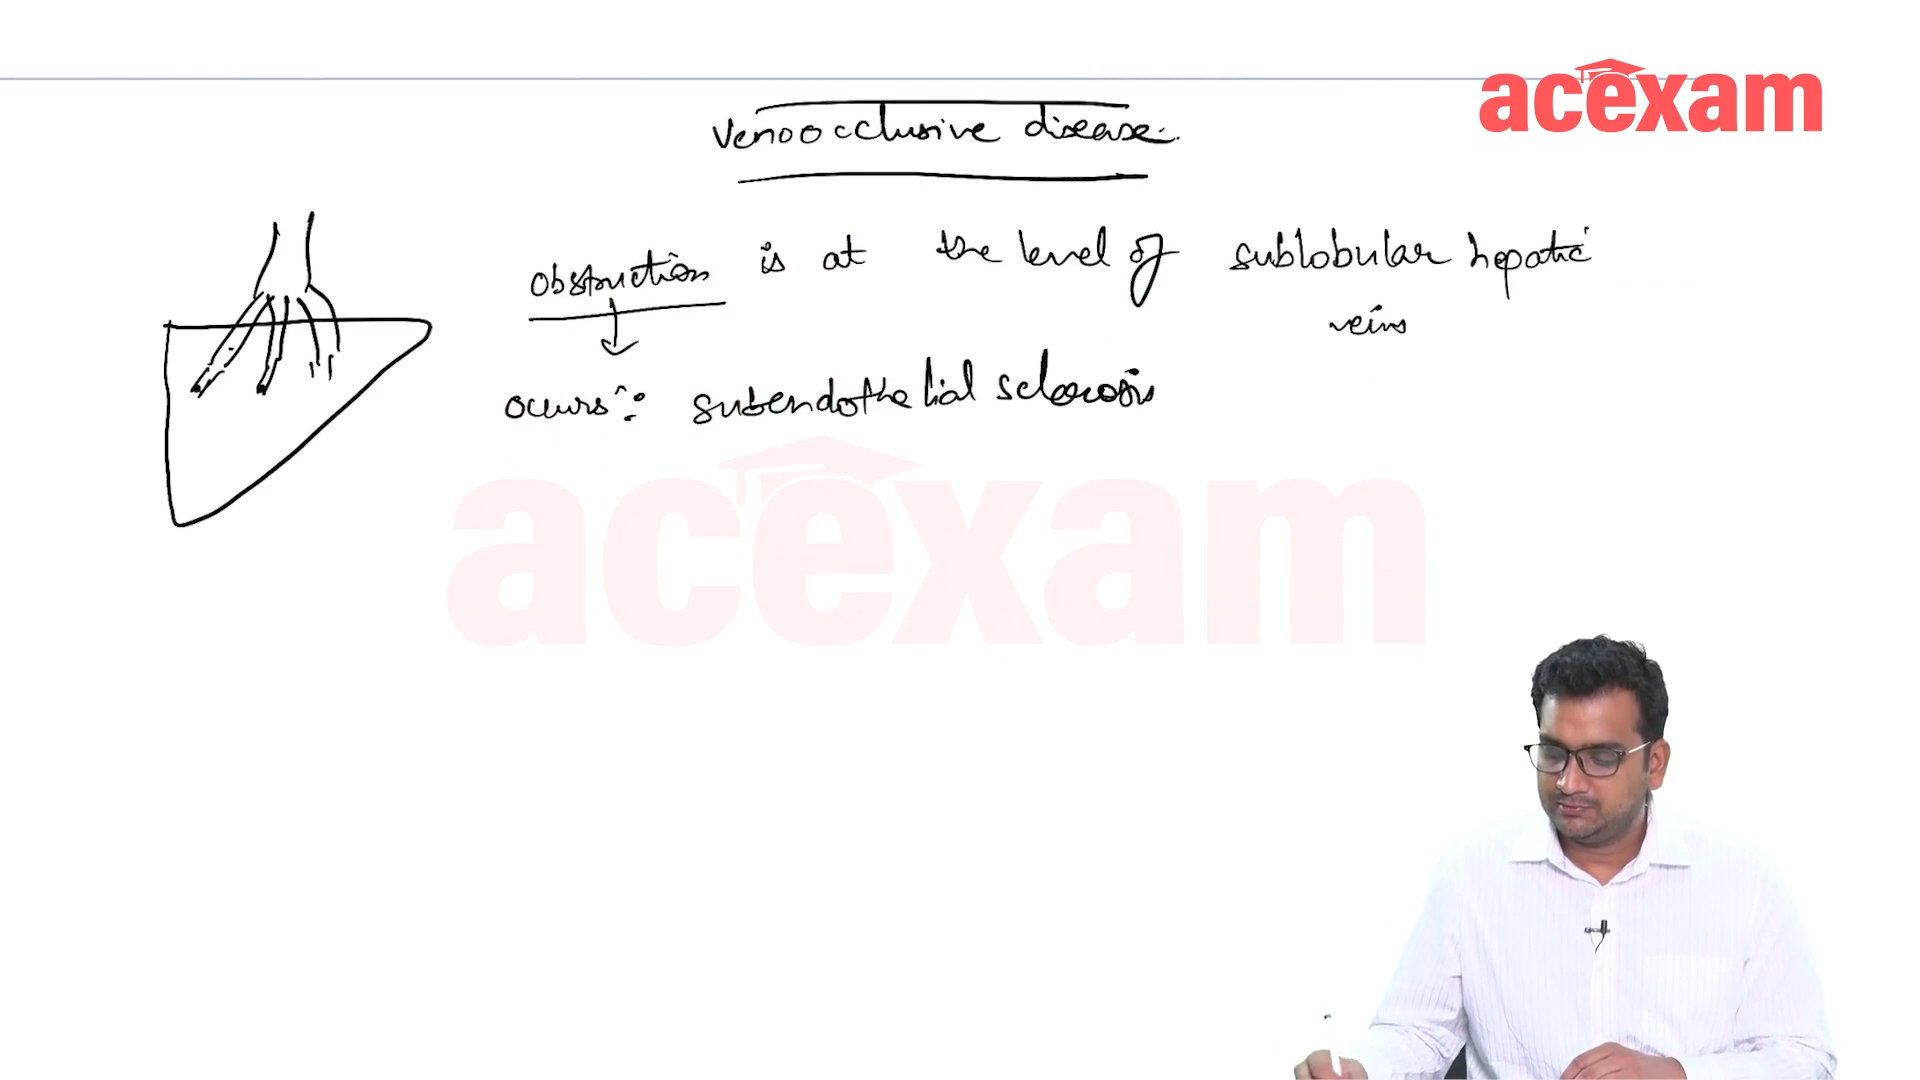 acexam
Venoocclusive disease
obstruction is at the level of sublobular hepatic
veins
occurs ∵ subendothelial sclerosis
acexam